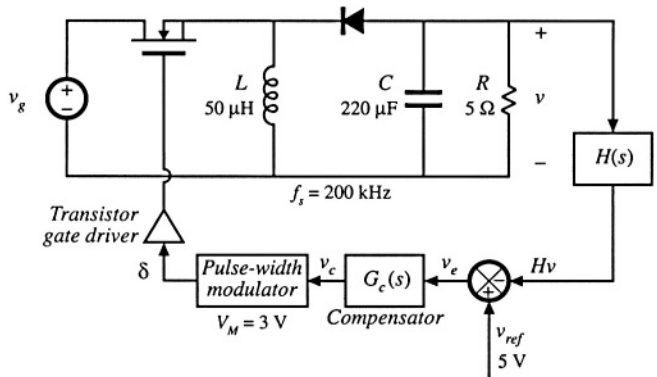 +
−
v_g
L
50 μH
C
220 μF
R
5 Ω
+
v
−
H(s)
f_s = 200 kHz
Transistor
gate driver
δ
Pulse-width
modulator
V_M = 3 V
v_c
G_c(s)
Compensator
v_e
−
+
Hv
v_ref
5 V